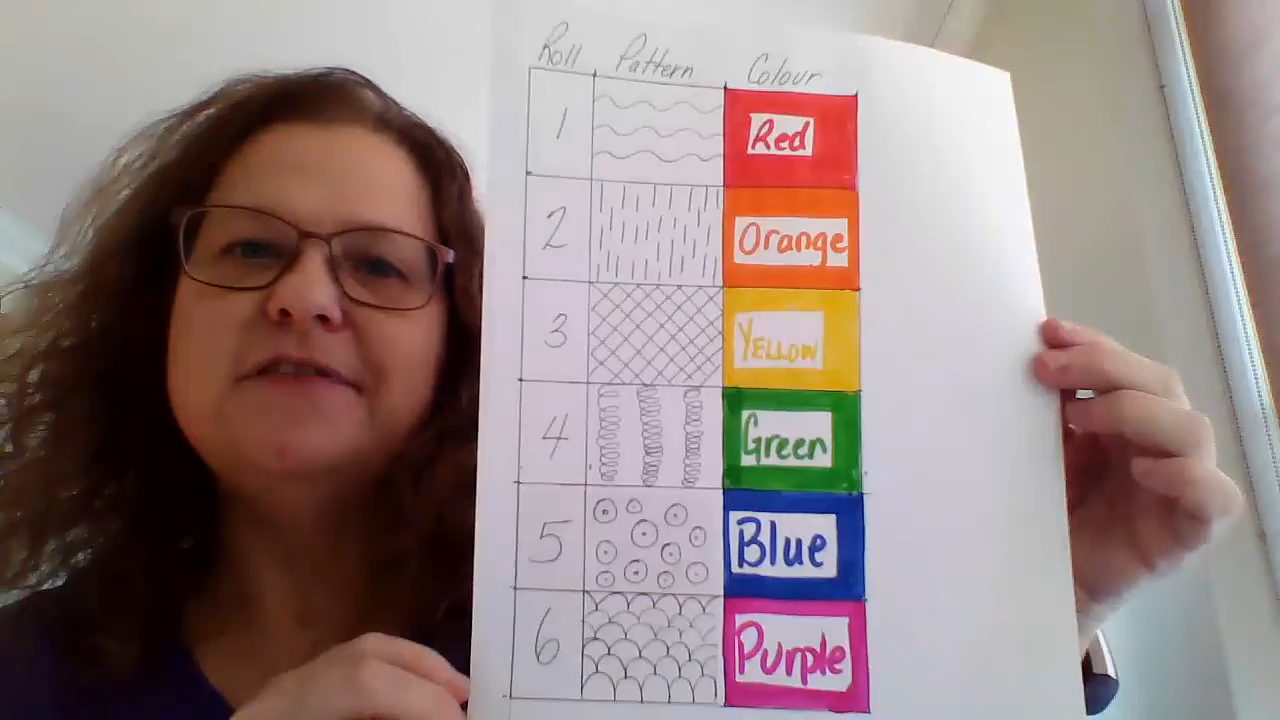 Roll Pattern Colour
1 Red
2 Orange
3 YELLOW
4 Green
5 Blue
6 Purple